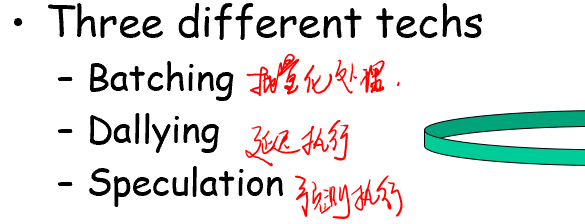 • Three different techs
– Batching 批量化处理.
– Dallying 延迟执行
– Speculation 预测执行